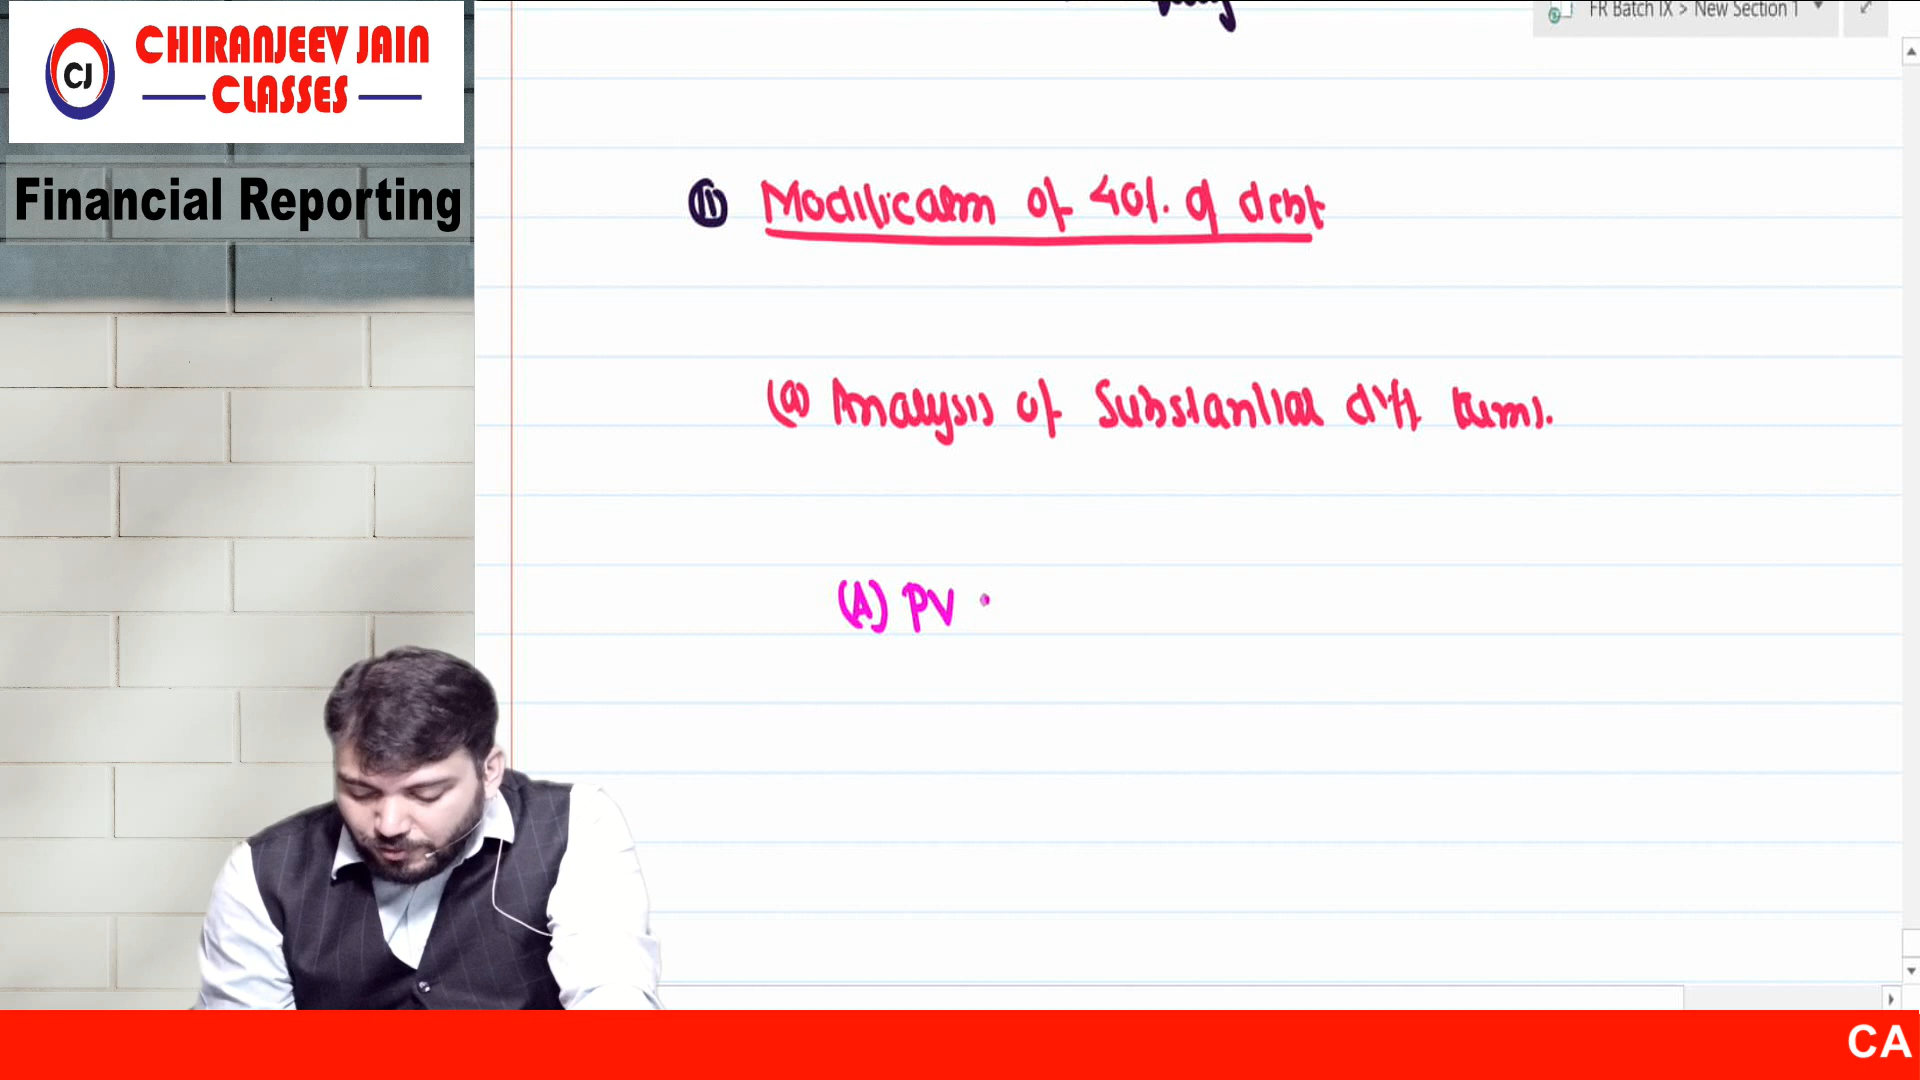 CHIRANJEEV JAIN
CLASSES
CJ
Financial Reporting
FR Batch IX > New Section 1
(ii) Modification of 40% of debt
(a) Analysis of Substantial diff terms.
(A) PV
CA